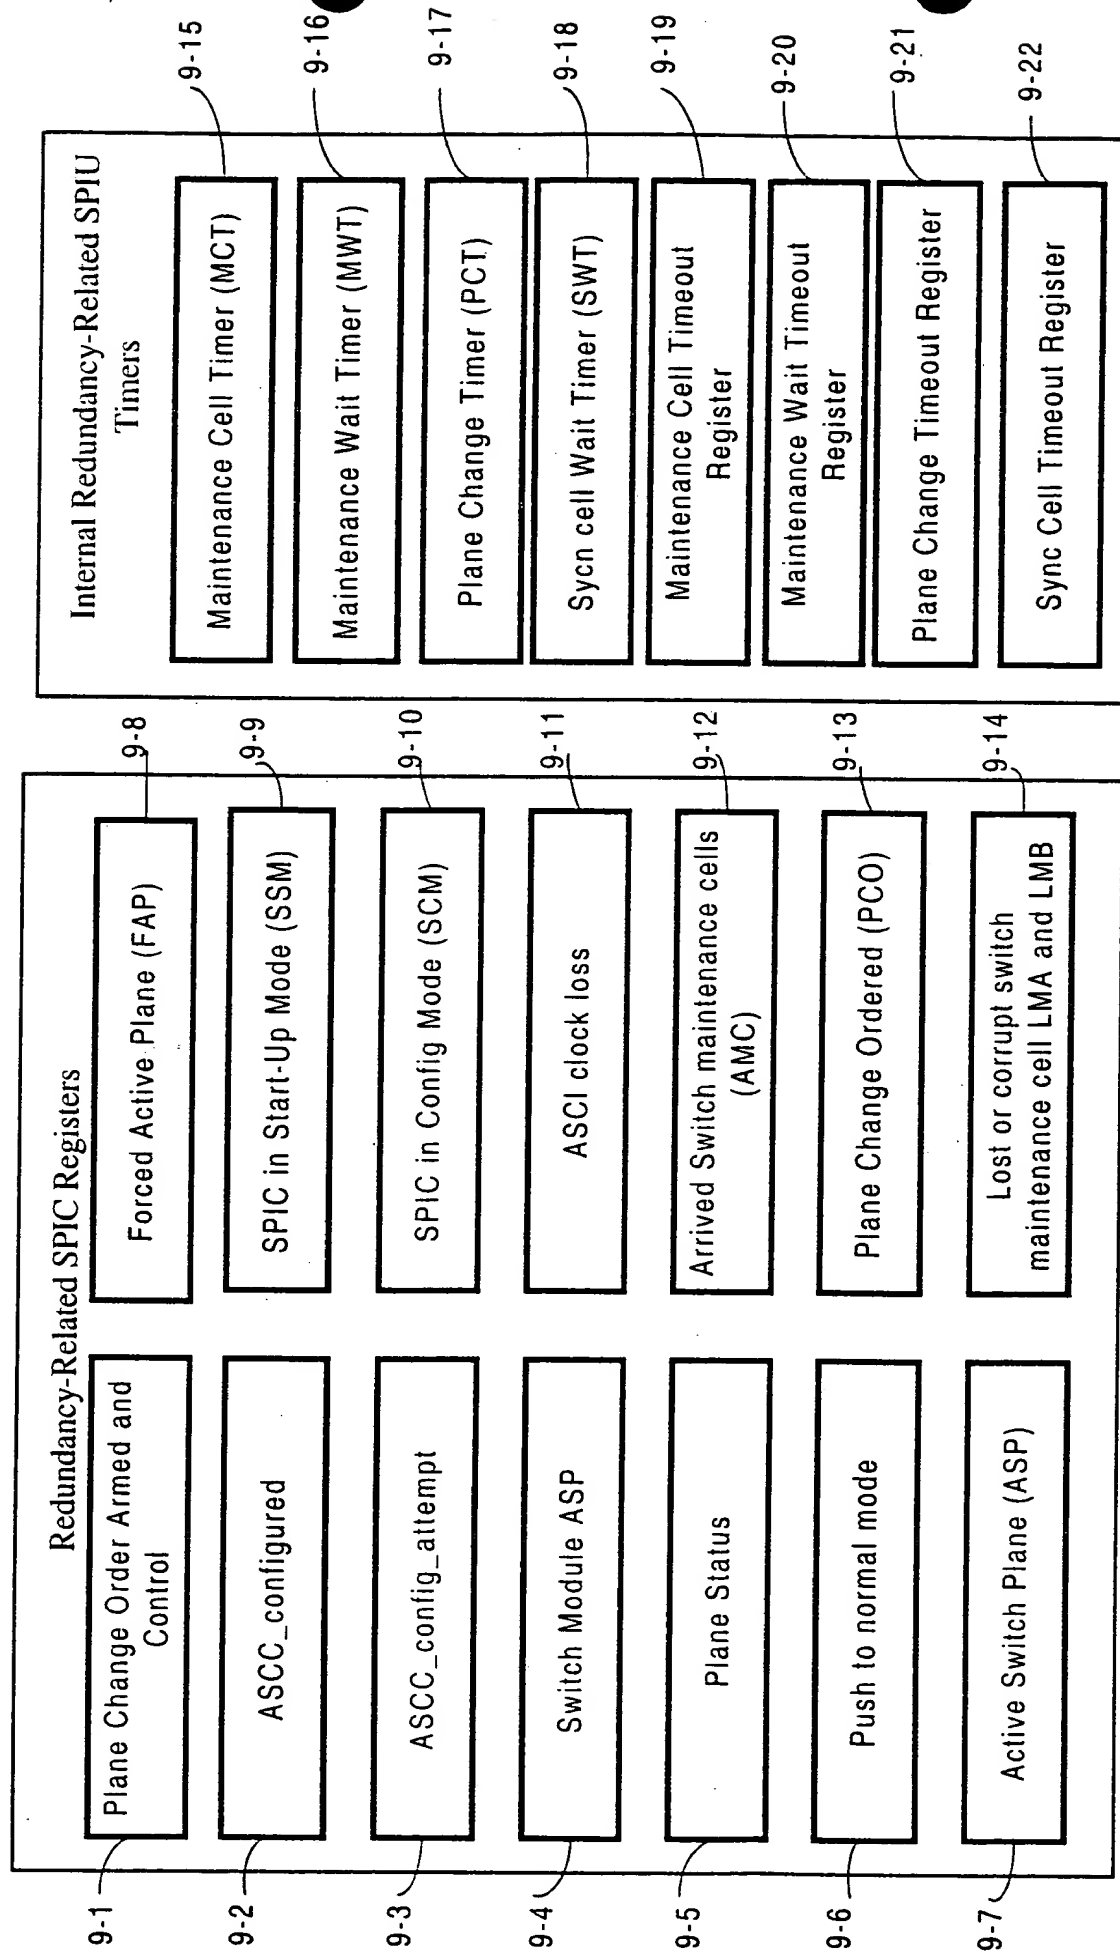 Redundancy-Related SPIC Registers
9-1
Plane Change Order Armed and
Control
9-2
ASCC_configured
9-3
ASCC_config_attempt
9-4
Switch Module ASP
9-5
Plane Status
9-6
Push to normal mode
9-7
Active Switch Plane (ASP)
9-8
Forced Active Plane (FAP)
9-9
SPIC in Start-Up Mode (SSM)
9-10
SPIC in Config Mode (SCM)
9-11
ASCI clock loss
9-12
Arrived Switch maintenance cells
(AMC)
9-13
Plane Change Ordered (PCO)
9-14
Lost or corrupt switch
maintenance cell LMA and LMB
Internal Redundancy-Related SPIU
Timers
9-15
Maintenance Cell Timer (MCT)
9-16
Maintenance Wait Timer (MWT)
9-17
Plane Change Timer (PCT)
9-18
Sycn cell Wait Timer (SWT)
9-19
Maintenance Cell Timeout
Register
9-20
Maintenance Wait Timeout
Register
9-21
Plane Change Timeout Register
9-22
Sync Cell Timeout Register